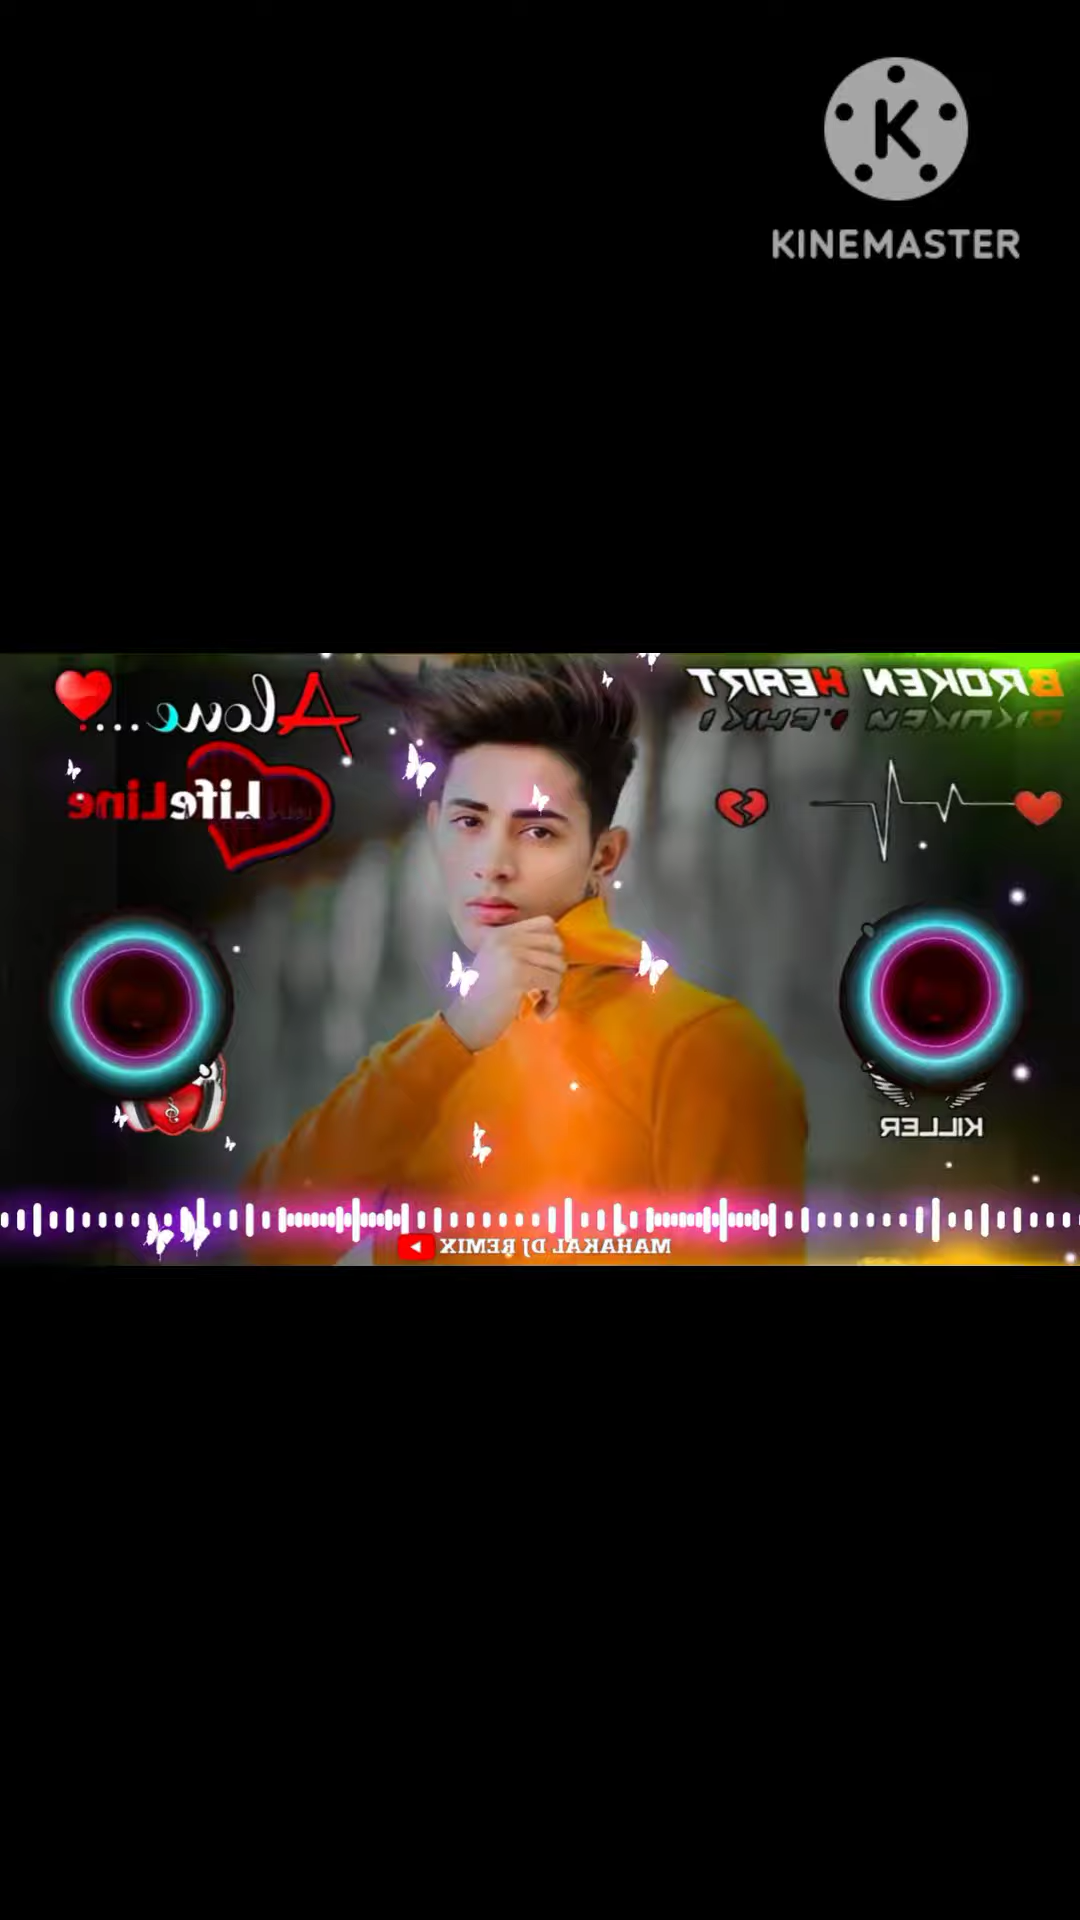 KINEMASTER
Alone....
BROKEN HEART
LifeLine
KILLER
MAHAKAL DJ REMIX